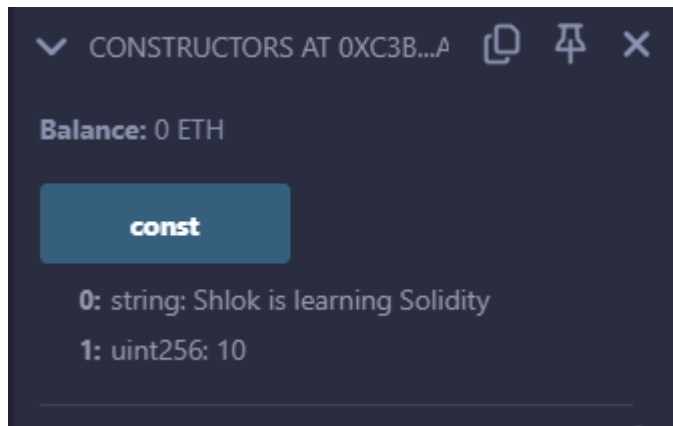 CONSTRUCTORS AT 0XC3B...A
Balance: 0 ETH
const
0: string: Shlok is learning Solidity
1: uint256: 10